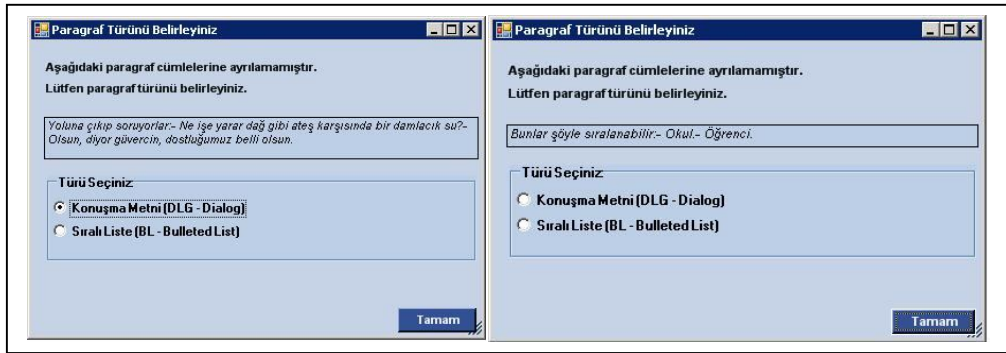 Paragraf Türünü Belirleyiniz
Aşağıdaki paragraf cümlelerine ayrılamamıştır.
Lütfen paragraf türünü belirleyiniz.
Yoluna çıkıp soruyorlar:- Ne işe yarar dağ gibi ateş karşısında bir damlacık su?-
Olsun, diyor güvercin, dostluğumuz belli olsun.
Türü Seçiniz:
Konuşma Metni (DLG - Dialog)
Sıralı Liste (BL - Bulleted List)
Tamam
Paragraf Türünü Belirleyiniz
Aşağıdaki paragraf cümlelerine ayrılamamıştır.
Lütfen paragraf türünü belirleyiniz.
Bunlar şöyle sıralanabilir:- Okul.- Öğrenci.
Türü Seçiniz:
Konuşma Metni (DLG - Dialog)
Sıralı Liste (BL - Bulleted List)
Tamam